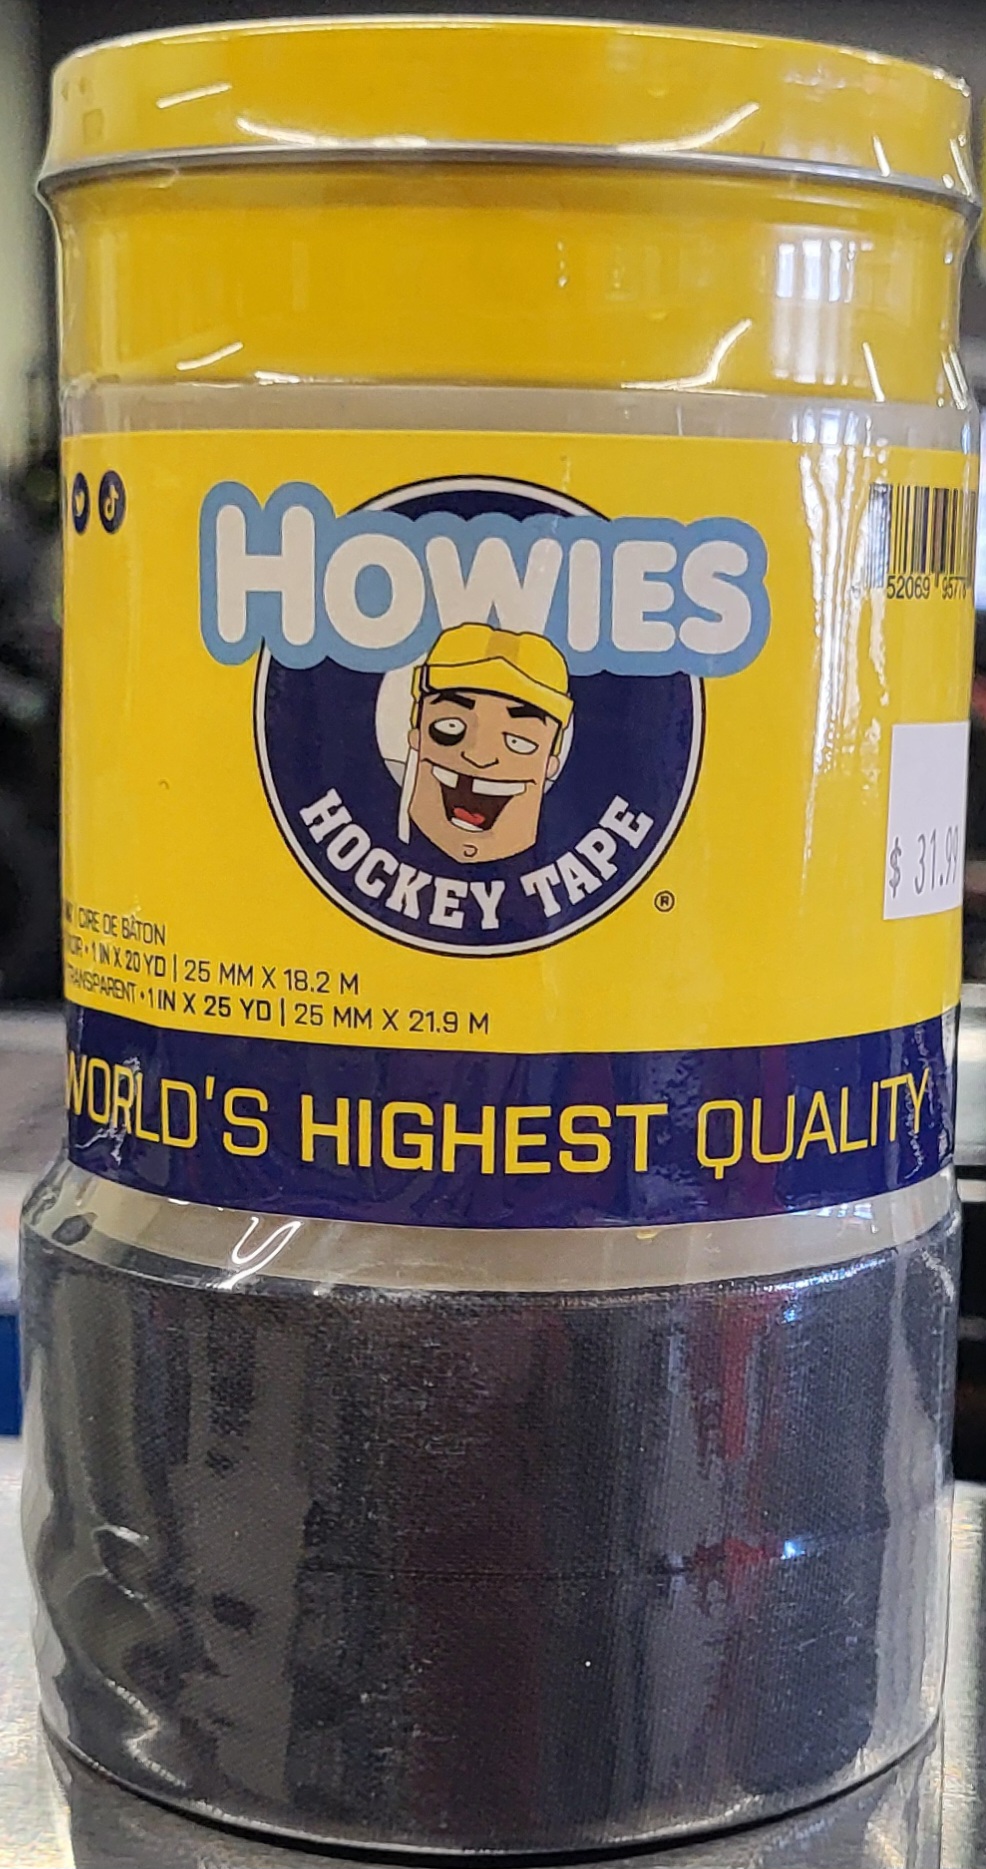 HOWIES
HOCKEY TAPE
®
52069 957
$ 31.99
CIRE DE BÂTON
1 IN X 20 YD | 25 MM X 18.2 M
TRANSPARENT • 1 IN X 25 YD | 25 MM X 21.9 M
WORLD'S HIGHEST QUALITY